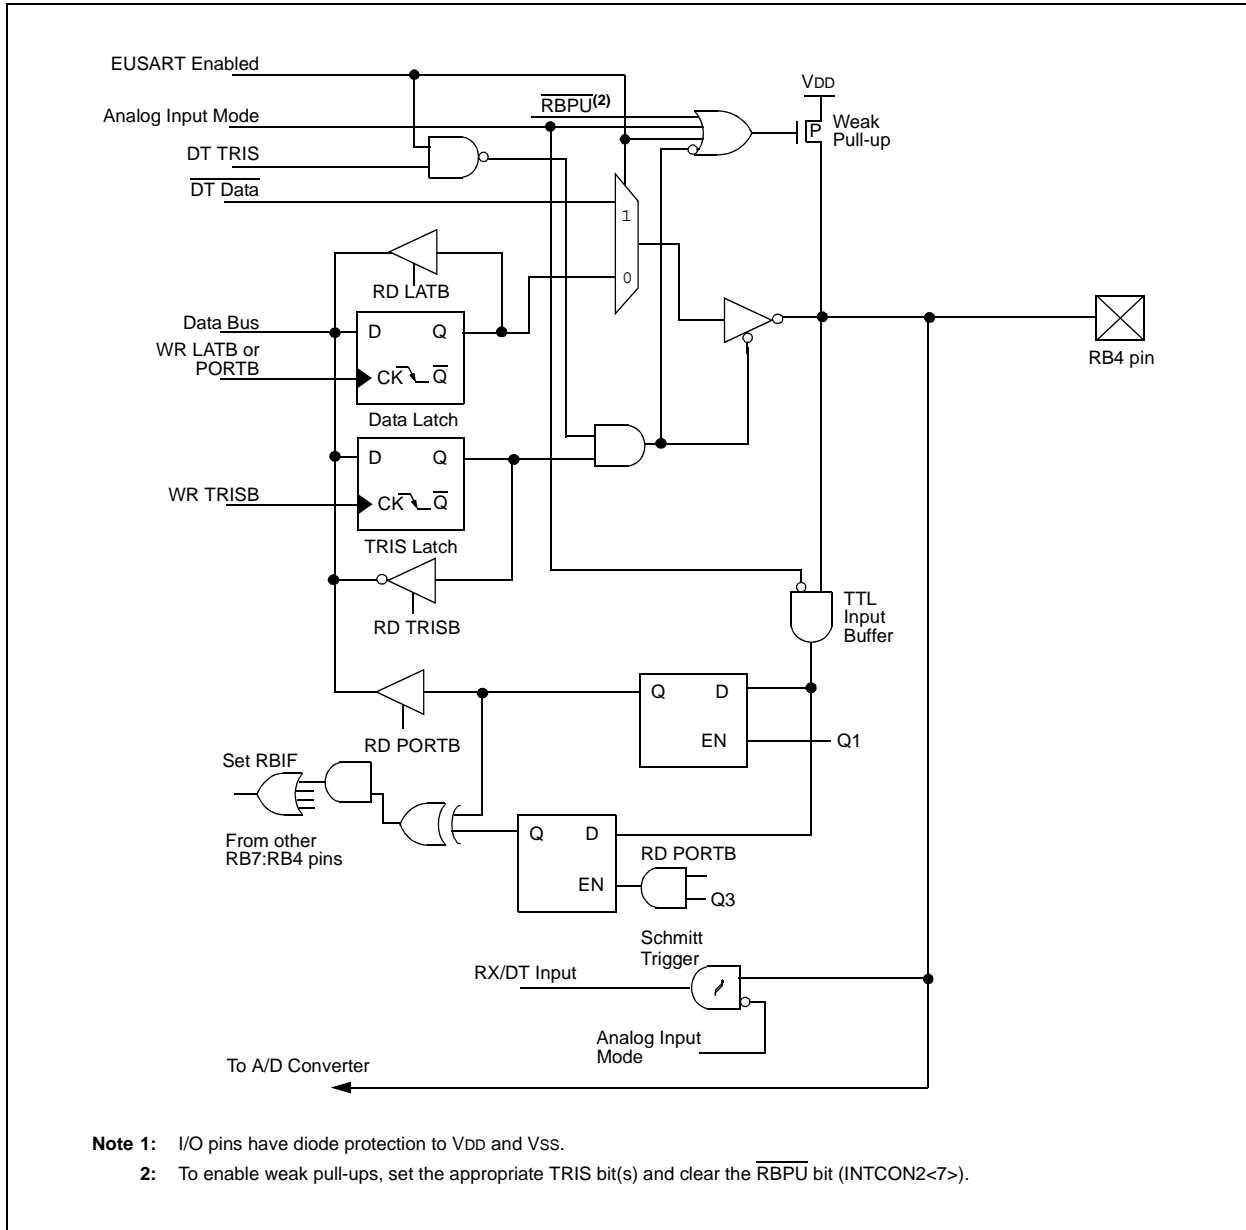 EUSART Enabled
Analog Input Mode
DT TRIS
DT Data
RBPU(2)
VDD
P
Weak
Pull-up
1
0
RD LATB
Data Bus
WR LATB or
PORTB
D
Q
CK
Q
Data Latch
RB4 pin
D
Q
WR TRISB
CK
Q
TRIS Latch
RD TRISB
TTL
Input
Buffer
Q
D
EN
Q1
RD PORTB
Set RBIF
From other
RB7:RB4 pins
Q
D
EN
RD PORTB
Q3
Schmitt
Trigger
RX/DT Input
Analog Input
Mode
To A/D Converter
Note 1: I/O pins have diode protection to VDD and VSS.
2: To enable weak pull-ups, set the appropriate TRIS bit(s) and clear the RBPU bit (INTCON2<7>).